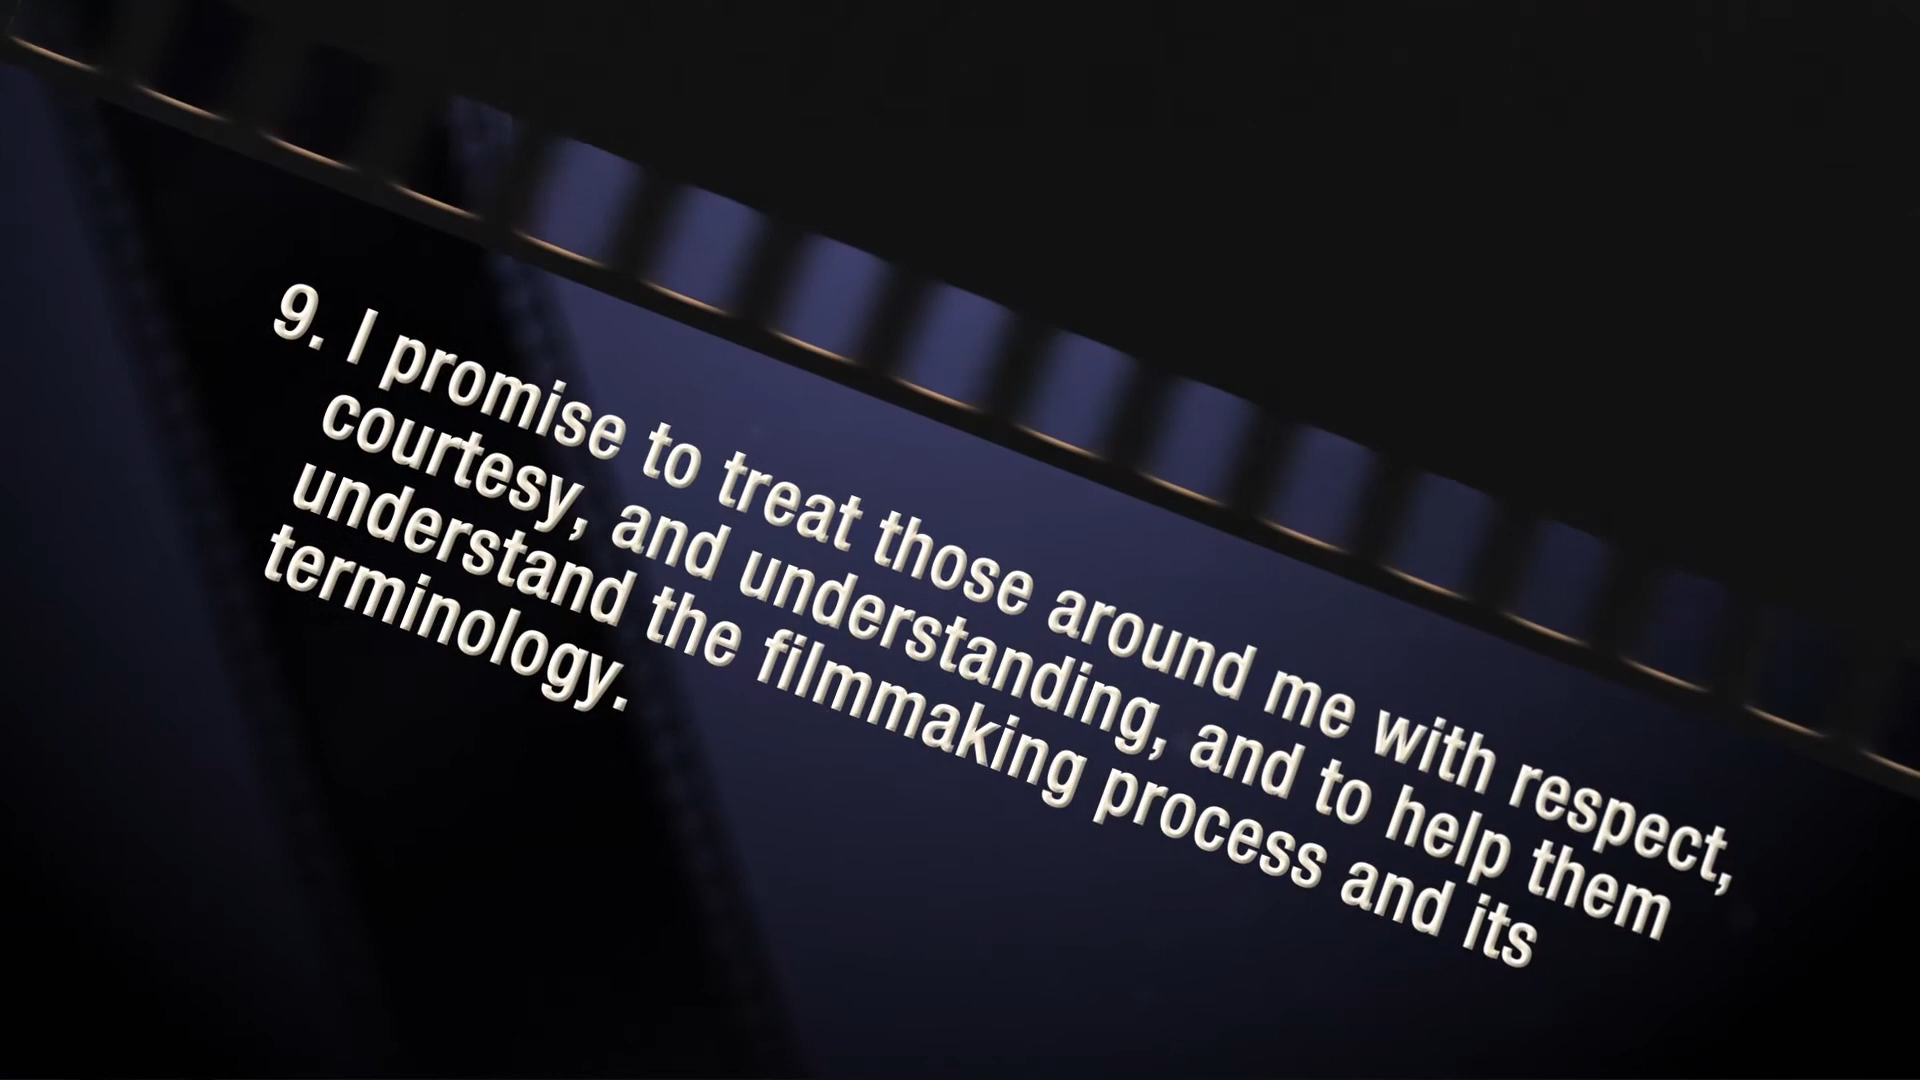 9. I promise to treat those around me with respect,
courtesy, and understanding, and to help them
understand the filmmaking process and its
terminology.